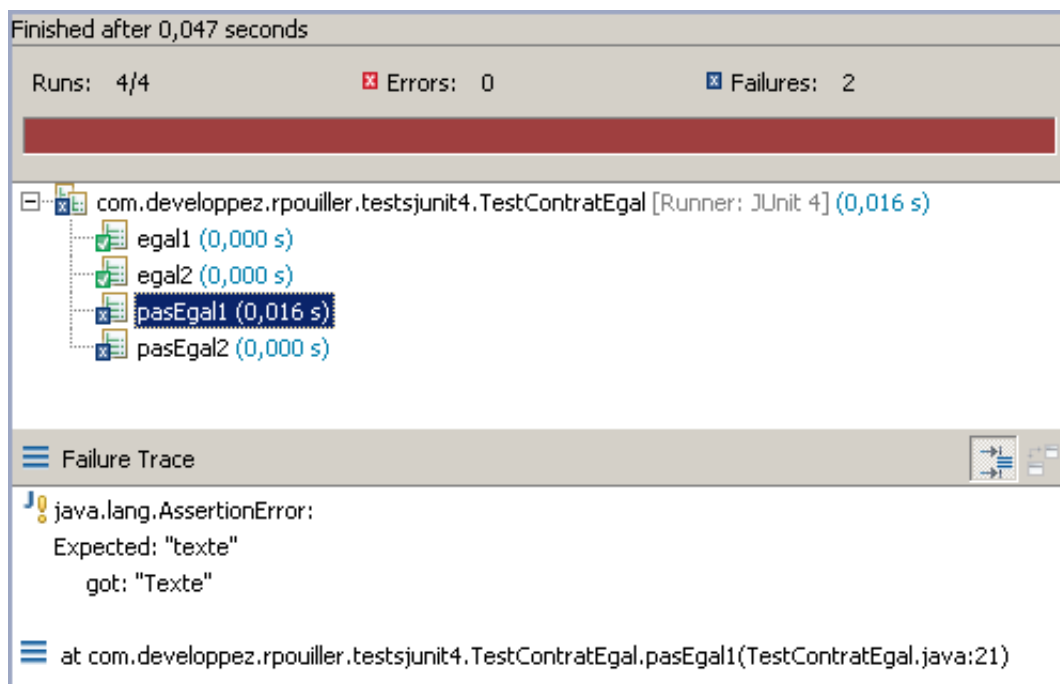 Finished after 0,047 seconds
Runs: 4/4 Errors: 0 Failures: 2
com.developpez.rpouiller.testsjunit4.TestContratEgal [Runner: JUnit 4] (0,016 s)
egal1 (0,000 s)
egal2 (0,000 s)
pasEgal1 (0,016 s)
pasEgal2 (0,000 s)
Failure Trace
java.lang.AssertionError:
Expected: "texte"
got: "Texte"
at com.developpez.rpouiller.testsjunit4.TestContratEgal.pasEgal1(TestContratEgal.java:21)